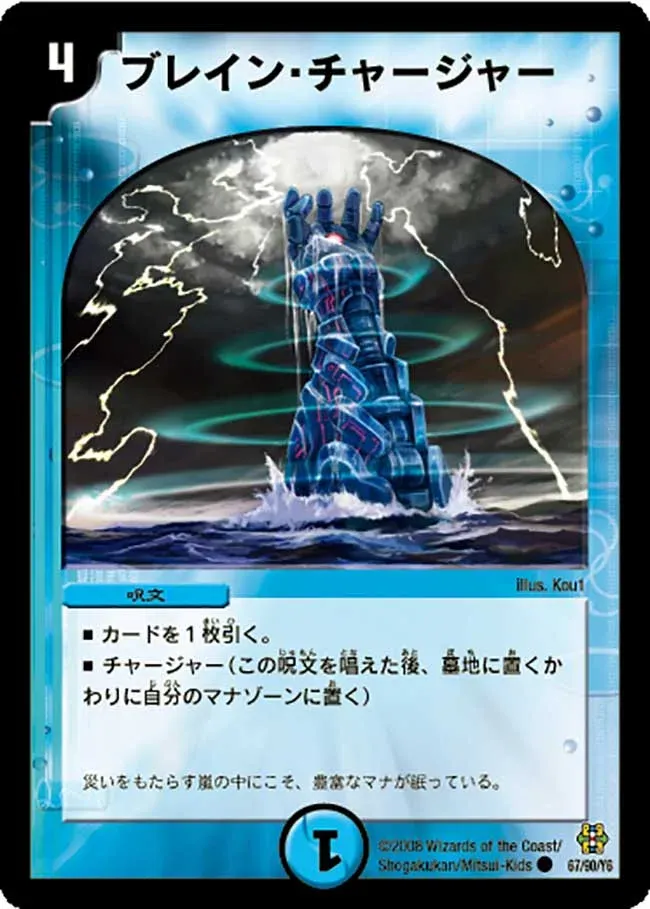 4
ブレイン・チャージャー
illus. Kou1
呪文
■ カードを1枚引く。
■ チャージャー(この呪文を唱えた後、墓地に置くか
わりに自分のマナゾーンに置く)
災いをもたらす嵐の中にこそ、豊富なマナが眠っている。
1
©2008 Wizards of the Coast/
Shogakukan/Mitsui-Kids
67/90/Y6